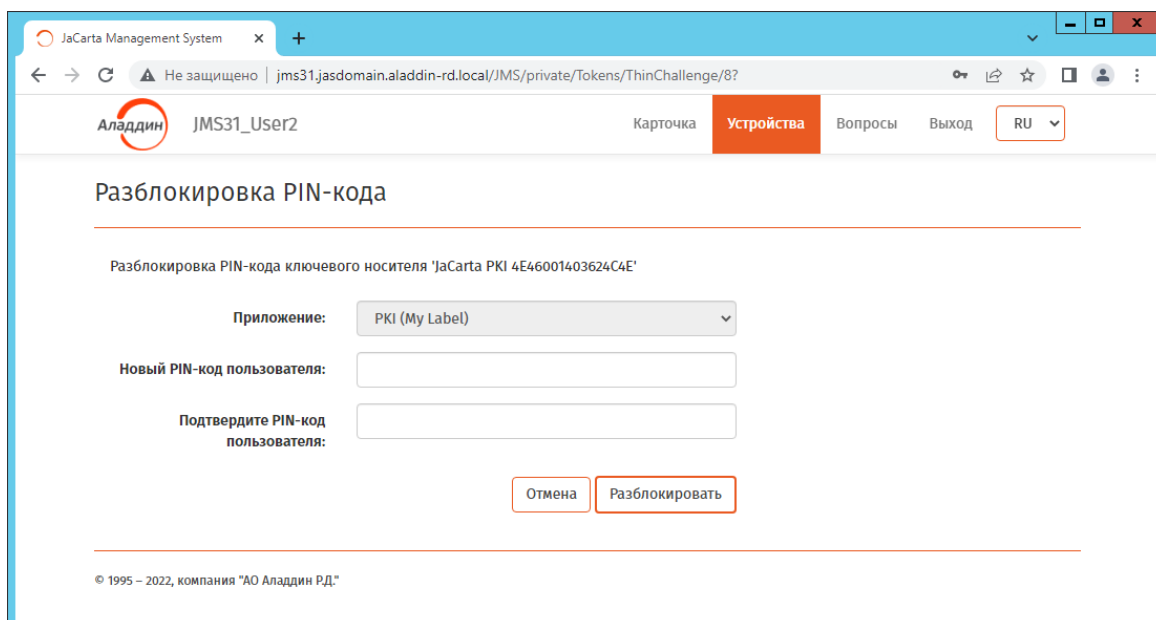 JaCarta Management System
Не защищено jms31.jasdomain.aladdin-rd.local/JMS/private/Tokens/ThinChallenge/8?
Аладдин JMS31_User2 Карточка Устройства Вопросы Выход RU
Разблокировка PIN-кода
Разблокировка PIN-кода ключевого носителя 'JaCarta PKI 4E46001403624C4E'
Приложение: PKI (My Label)
Новый PIN-код пользователя:
Подтвердите PIN-код
пользователя:
Отмена Разблокировать
© 1995 – 2022, компания "АО Аладдин Р.Д."